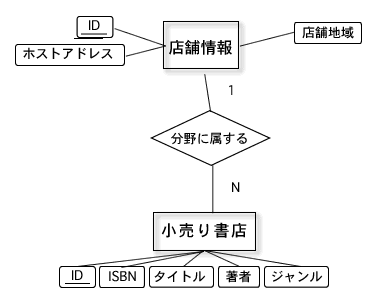 ID
ホストアドレス
店舗情報
店舗地域
1
分野に属する
N
小売り書店
ID
ISBN
タイトル
著者
ジャンル